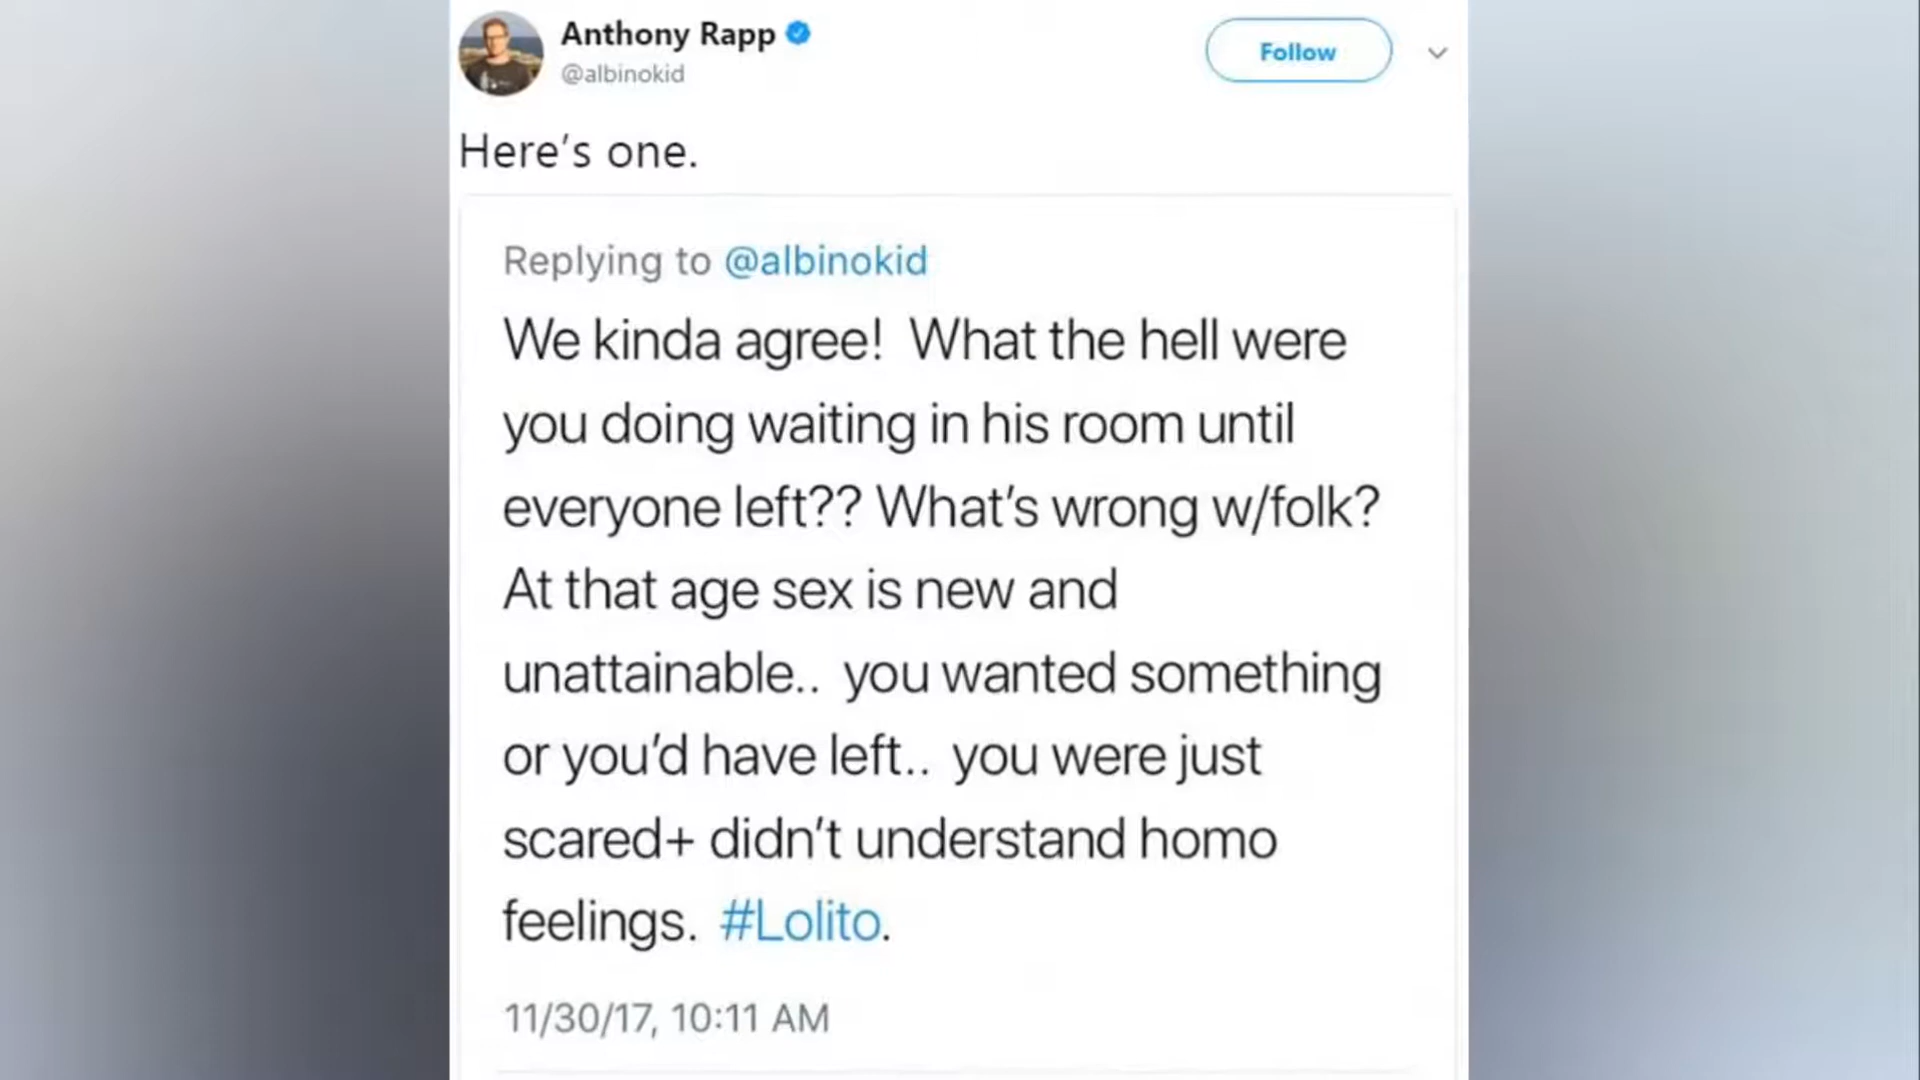 Anthony Rapp
@albinokid
Follow
Here's one.
Replying to @albinokid
We kinda agree! What the hell were
you doing waiting in his room until
everyone left?? What's wrong w/folk?
At that age sex is new and
unattainable.. you wanted something
or you'd have left.. you were just
scared+ didn't understand homo
feelings. #Lolito.
11/30/17, 10:11 AM